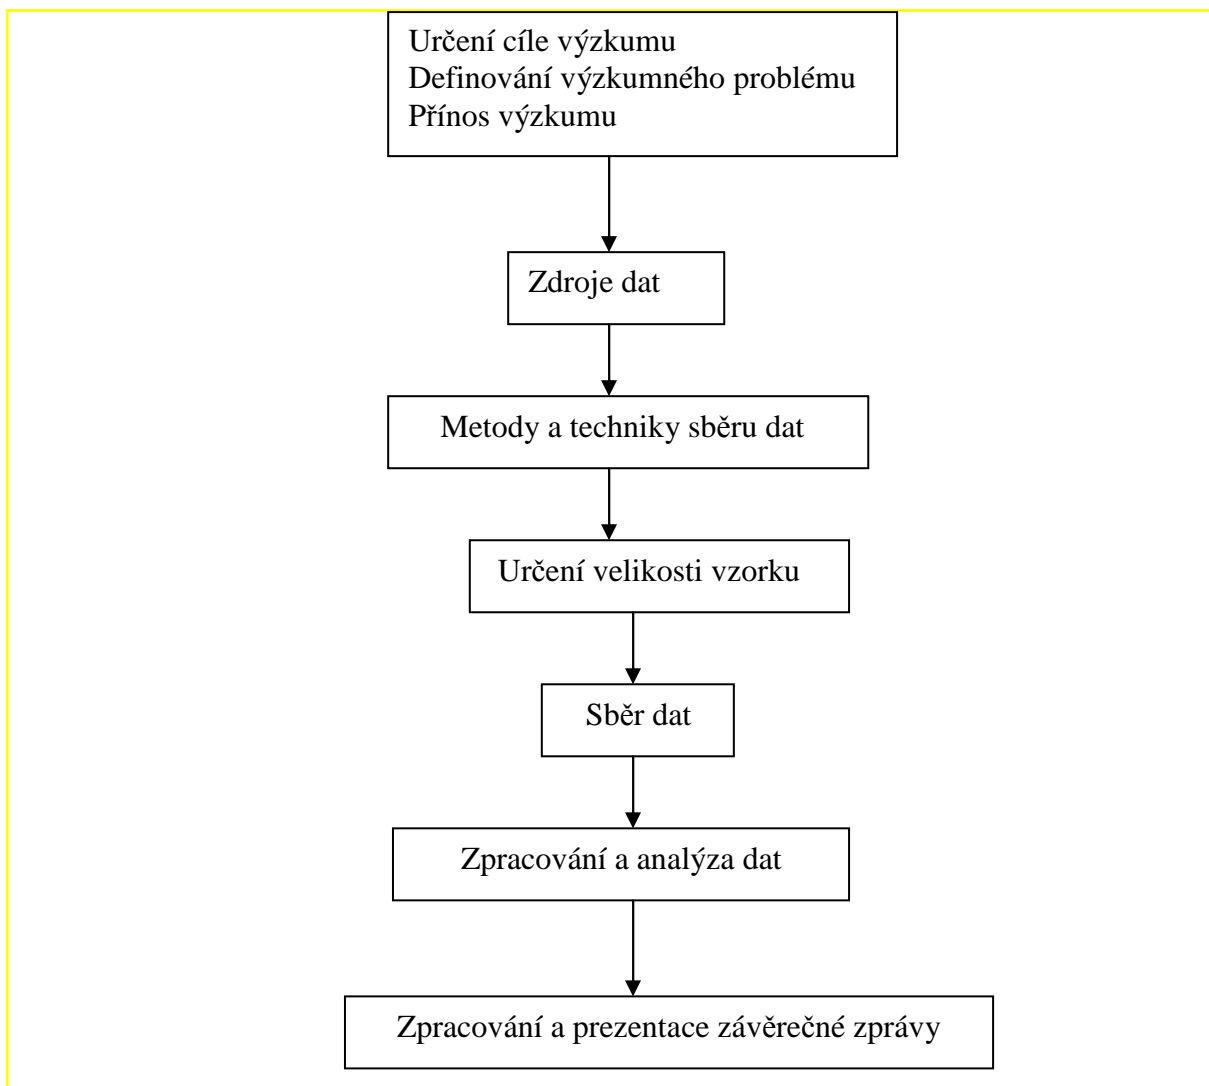 Určení cíle výzkumu
Definování výzkumného problému
Přínos výzkumu
Zdroje dat
Metody a techniky sběru dat
Určení velikosti vzorku
Sběr dat
Zpracování a analýza dat
Zpracování a prezentace závěrečné zprávy